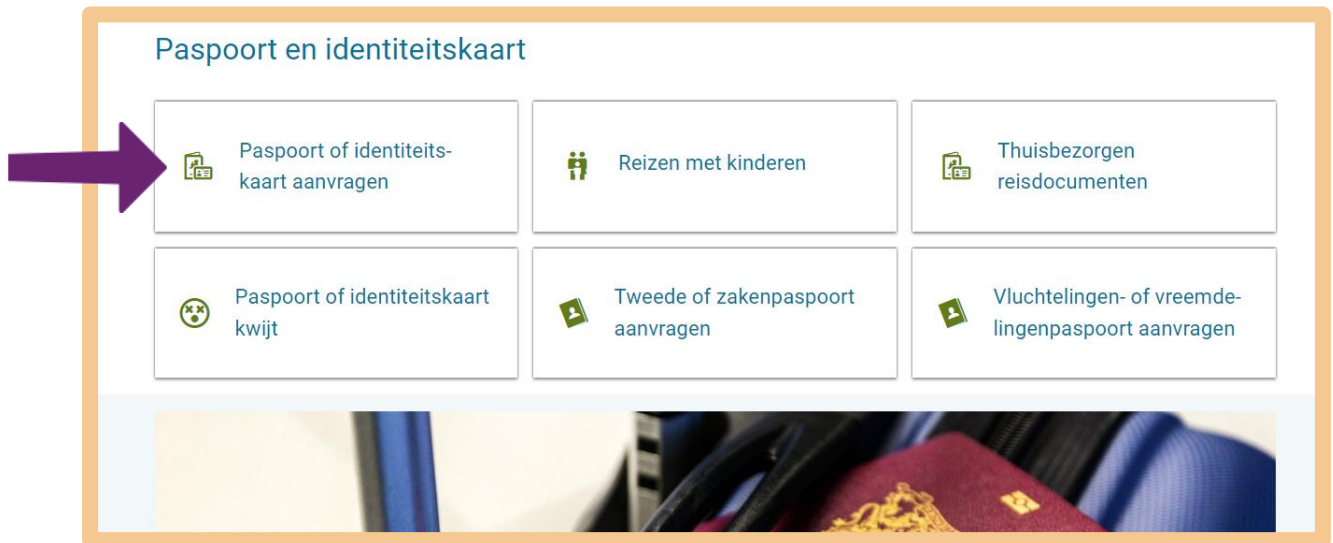 Paspoort en identiteitskaart
Paspoort of identiteits-
kaart aanvragen
Reizen met kinderen
Thuisbezorgen
reisdocumenten
Paspoort of identiteitskaart
kwijt
Tweede of zakenpaspoort
aanvragen
Vluchtelingen- of vreemde-
lingenpaspoort aanvragen